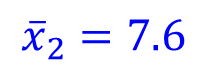 x̄₂ = 7.6